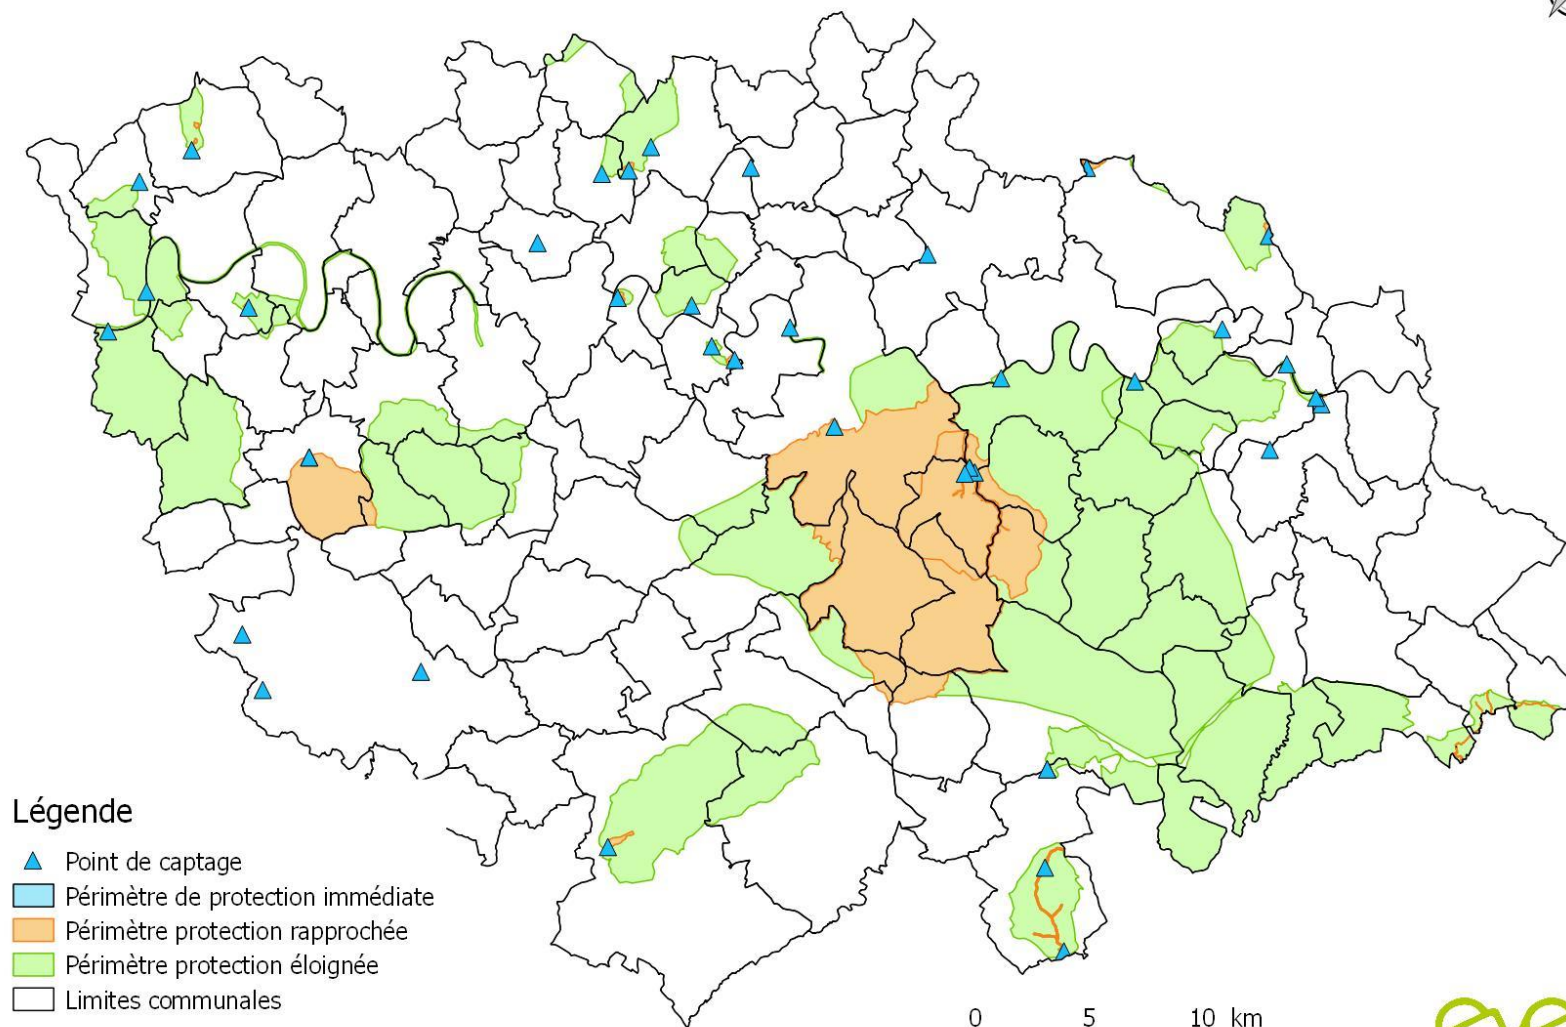 Légende
Point de captage
Périmètre de protection immédiate
Périmètre protection rapprochée
Périmètre protection éloignée
Limites communales
0 5 10 km